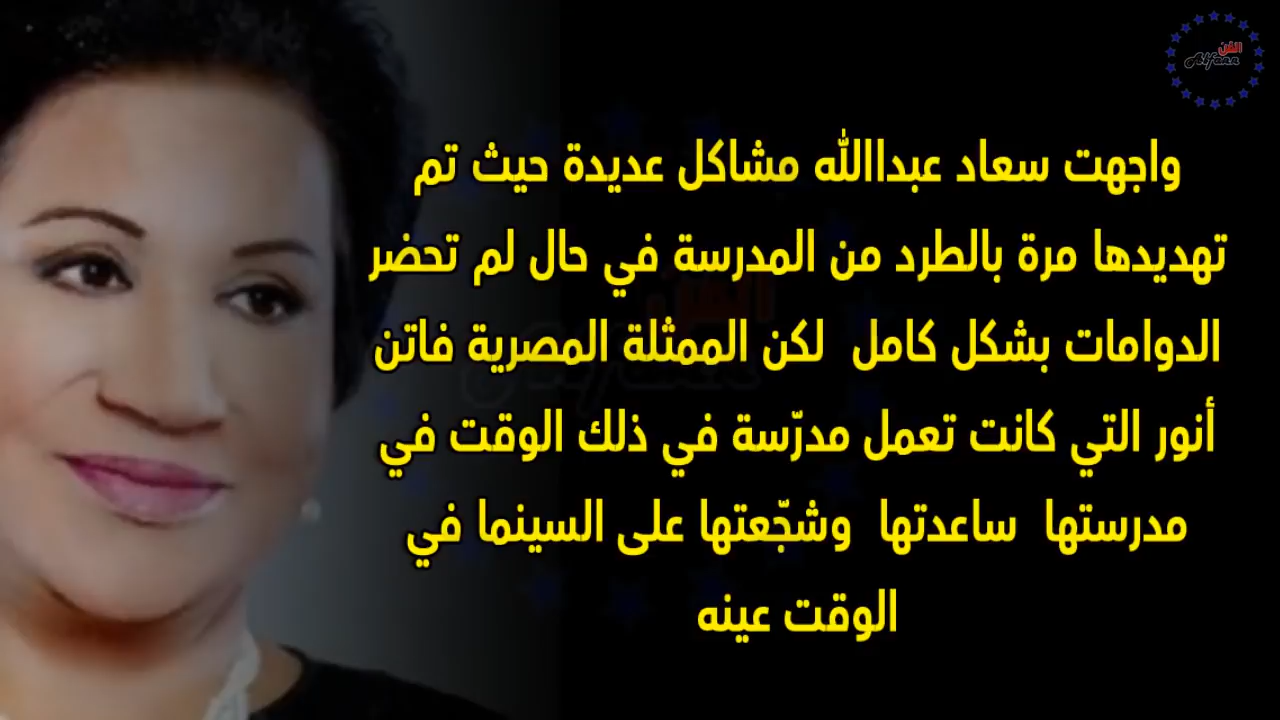 الفن
Alfann
واجهت سعاد عبدالله مشاكل عديدة حيث تم
تهديدها مرة بالطرد من المدرسة في حال لم تحضر
الدوامات بشكل كامل لكن الممثلة المصرية فاتن
أنور التي كانت تعمل مدرّسة في ذلك الوقت في
مدرستها ساعدتها وشجّعتها على السينما في
الوقت عينه